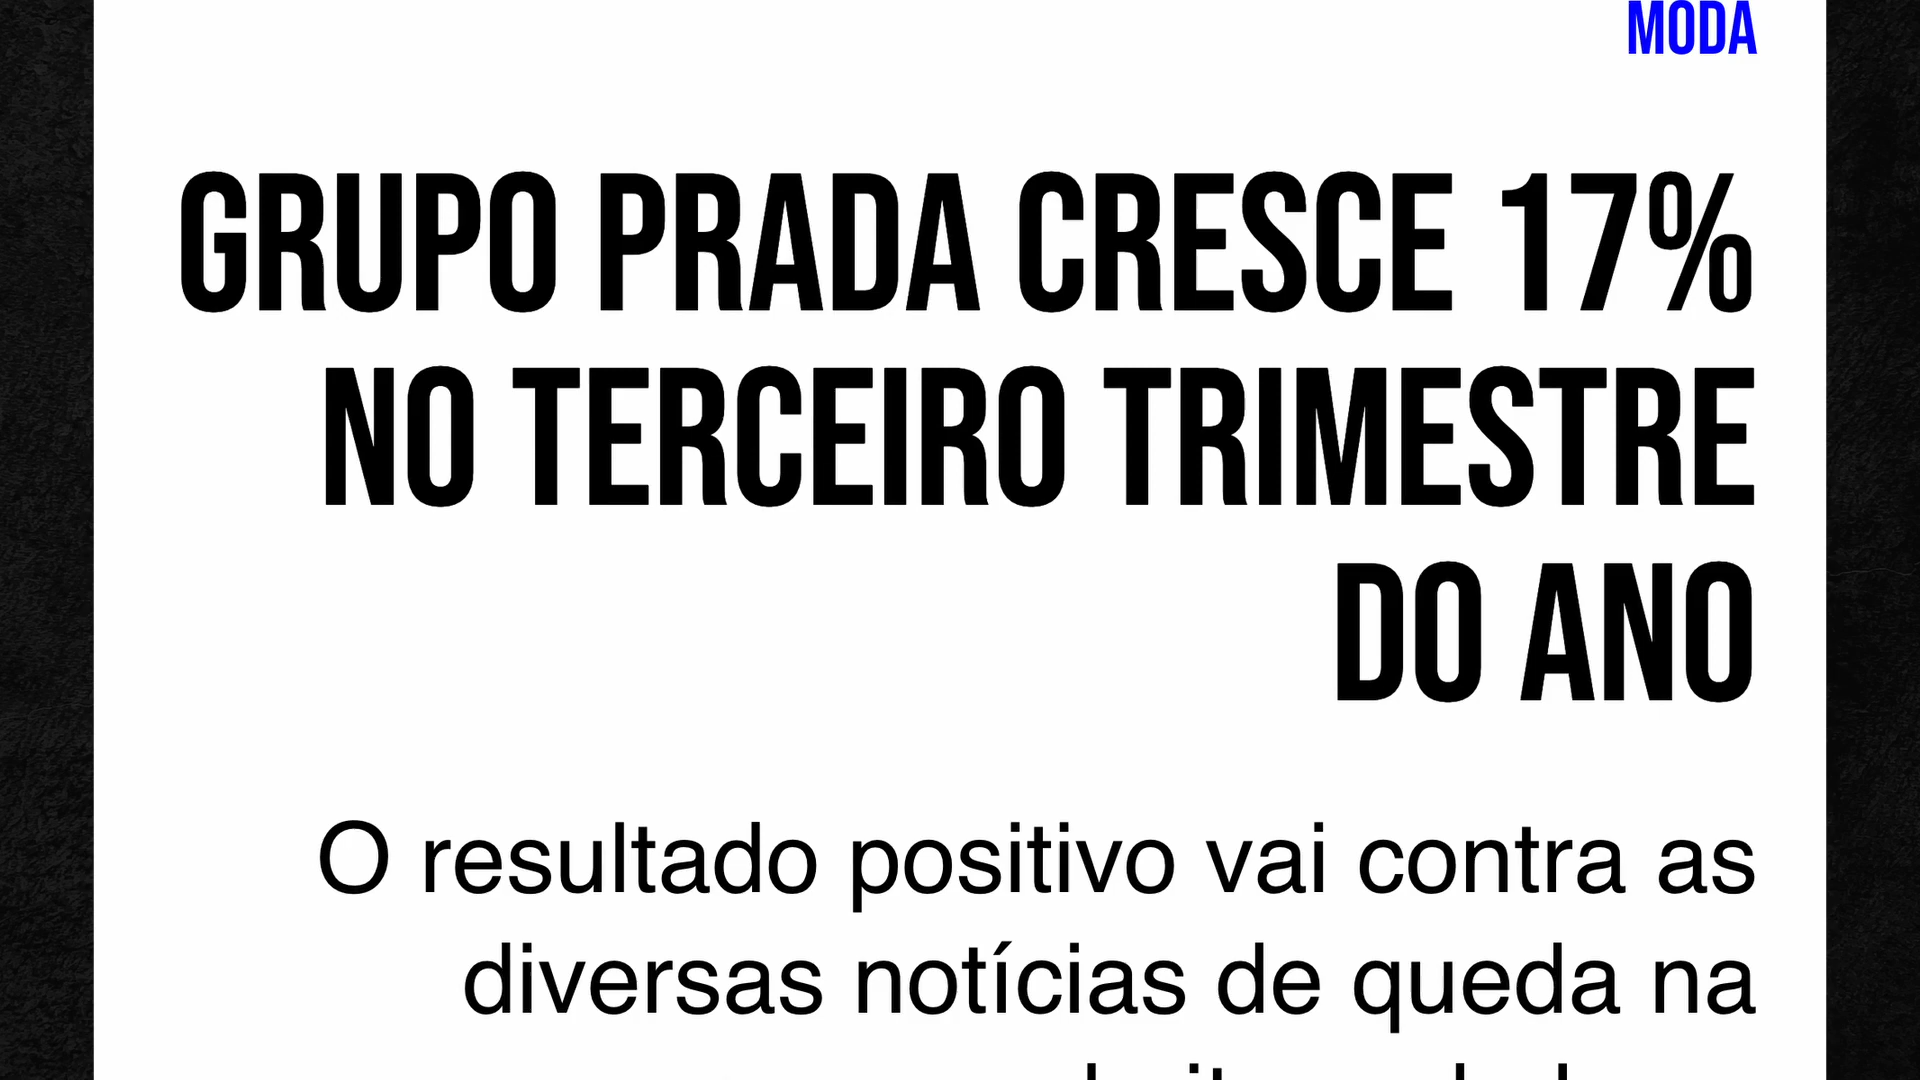 MODA
GRUPO PRADA CRESCE 17%
NO TERCEIRO TRIMESTRE
DO ANO
O resultado positivo vai contra as
diversas notícias de queda na